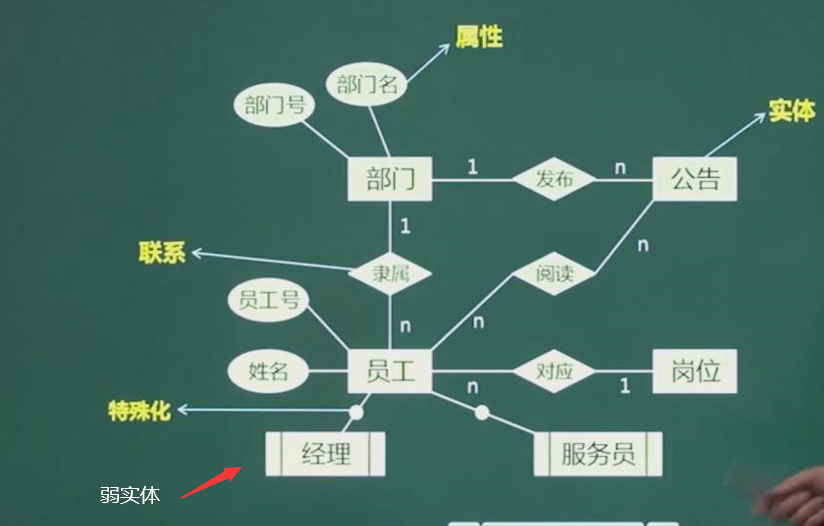 属性
部门名
部门号
实体
部门
1
发布
n
公告
1
联系
隶属
阅读
n
员工号
n
n
姓名
员工
n
对应
1
岗位
特殊化
经理
服务员
弱实体